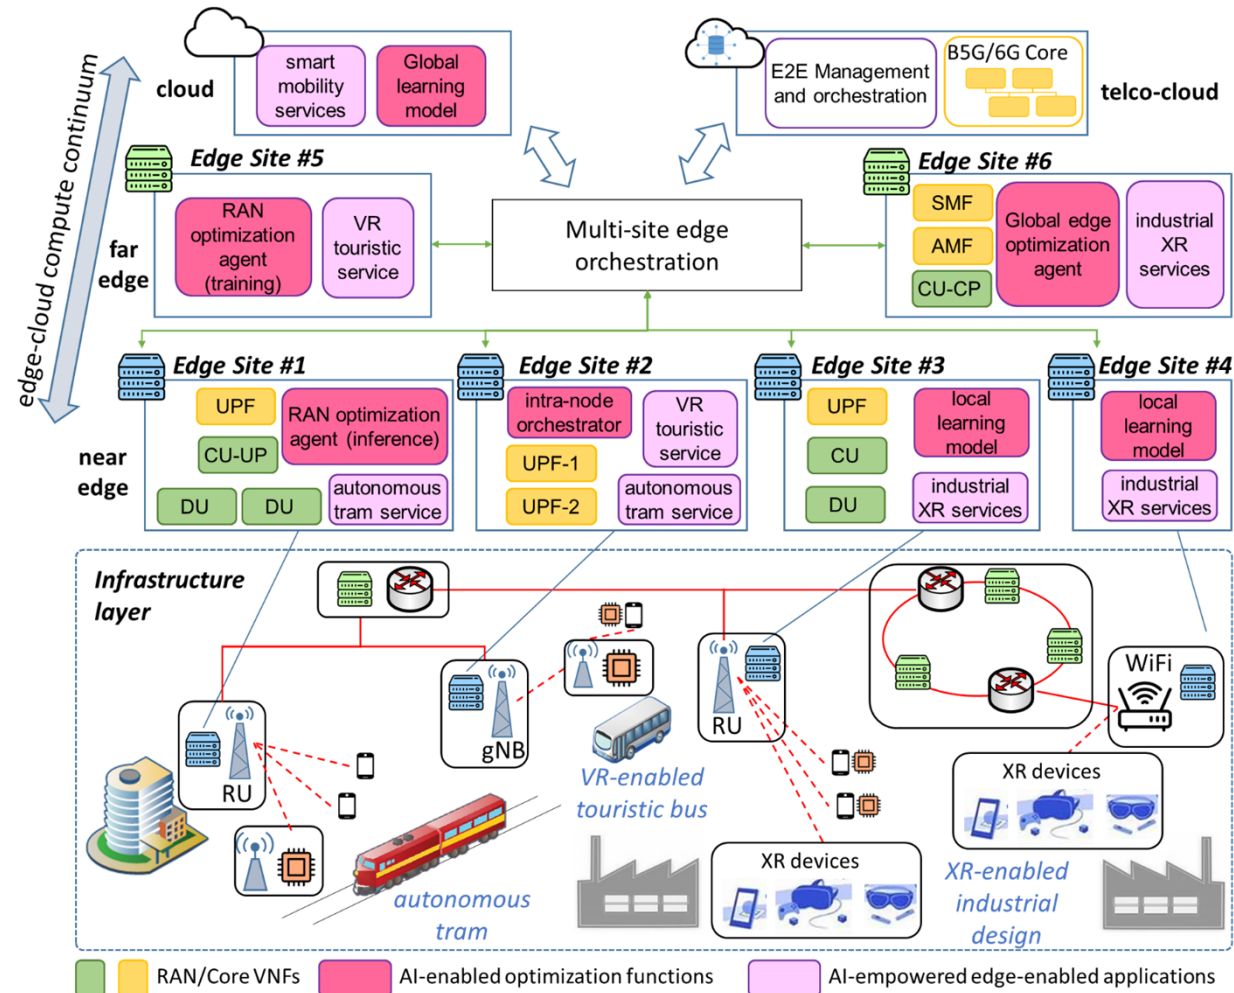 smart
mobility
services
Global
learning
model
cloud
E2E Management
and orchestration
B5G/6G Core
telco-cloud
edge-cloud compute continuum
Edge Site #5
RAN
optimization
agent
(training)
VR
touristic
service
far
edge
Multi-site edge
orchestration
Edge Site #6
SMF
AMF
CU-CP
Global edge
optimization
agent
industrial
XR
services
near
edge
Edge Site #1
UPF
CU-UP
DU
DU
RAN optimization
agent (inference)
autonomous
tram service
Edge Site #2
intra-node
orchestrator
UPF-1
UPF-2
VR
touristic
service
autonomous
tram service
Edge Site #3
UPF
CU
DU
local
learning
model
industrial
XR services
Edge Site #4
local
learning
model
industrial
XR services
Infrastructure
layer
RU
gNB
RU
WiFi
VR-enabled
touristic bus
XR devices
XR devices
autonomous
tram
XR-enabled
industrial
design
RAN/Core VNFs
AI-enabled optimization functions
AI-empowered edge-enabled applications